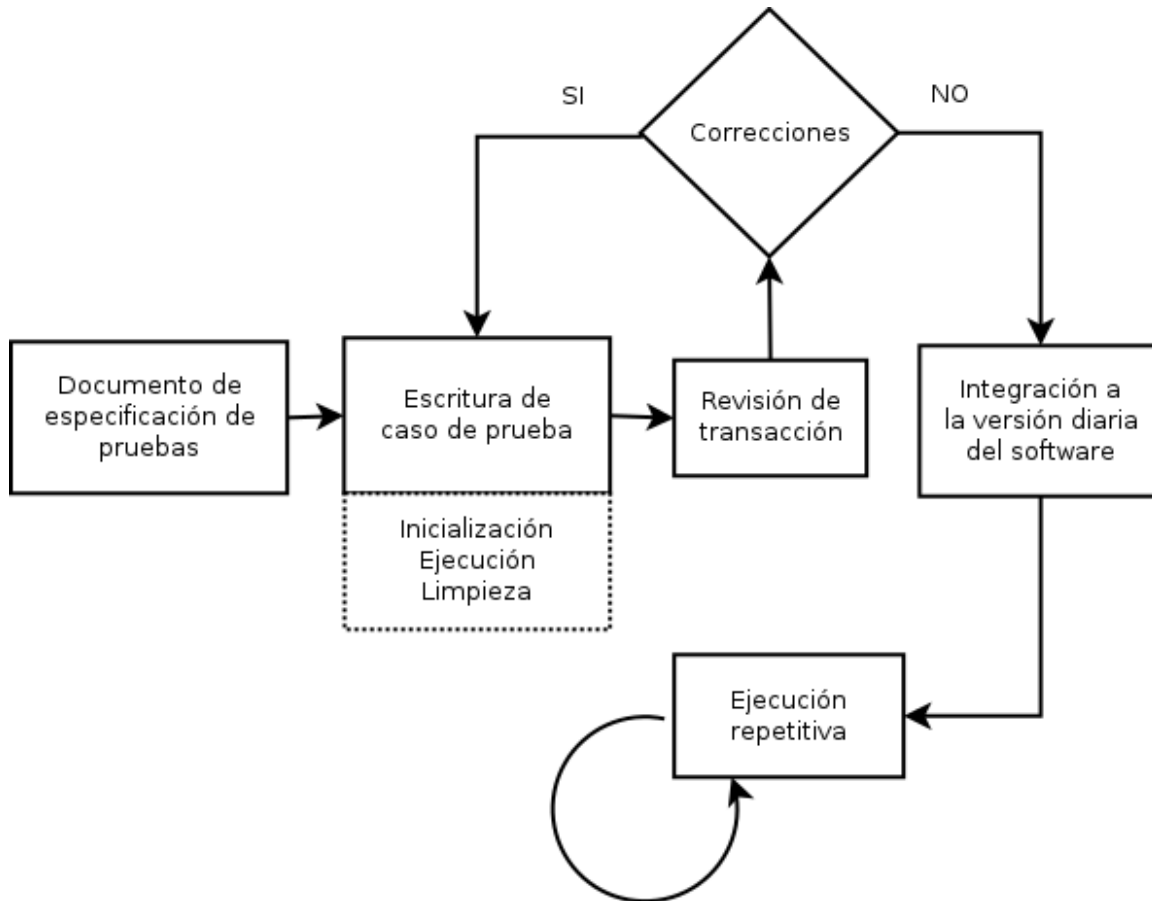 SI
NO
Correcciones
Documento de
especificación de
pruebas
Escritura de
caso de prueba
Inicialización
Ejecución
Limpieza
Revisión de
transacción
Integración a
la versión diaria
del software
Ejecución
repetitiva